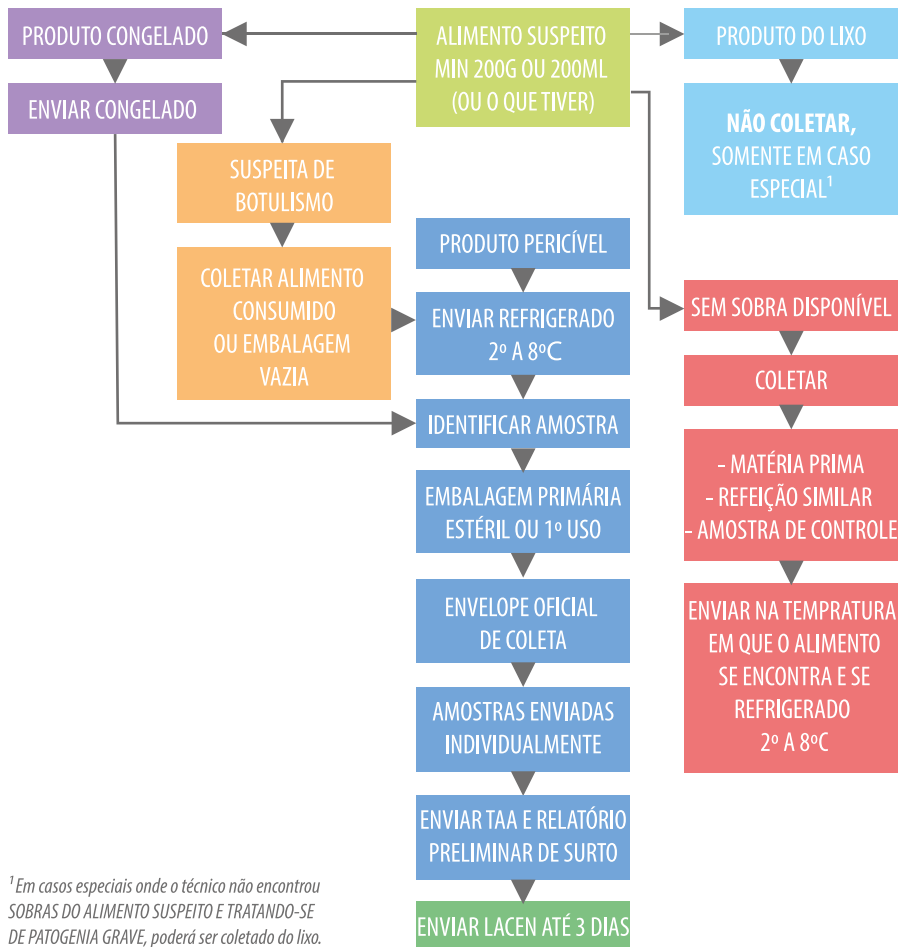 PRODUTO CONGELADO
ENVIAR CONGELADO
ALIMENTO SUSPEITO
MIN 200G OU 200ML
(OU O QUE TIVER)
PRODUTO DO LIXO
NÃO COLETAR,
SOMENTE EM CASO
ESPECIAL¹
SUSPEITA DE
BOTULISMO
COLETAR ALIMENTO
CONSUMIDO
OU EMBALAGEM
VAZIA
PRODUTO PERICÍVEL
ENVIAR REFRIGERADO
2º A 8ºC
IDENTIFICAR AMOSTRA
EMBALAGEM PRIMÁRIA
ESTÉRIL OU 1º USO
ENVELOPE OFICIAL
DE COLETA
AMOSTRAS ENVIADAS
INDIVIDUALMENTE
ENVIAR TAA E RELATÓRIO
PRELIMINAR DE SURTO
ENVIAR LACEN ATÉ 3 DIAS
SEM SOBRA DISPONÍVEL
COLETAR
- MATÉRIA PRIMA
- REFEIÇÃO SIMILAR
- AMOSTRA DE CONTROLE
ENVIAR NA TEMPRATURA
EM QUE O ALIMENTO
SE ENCONTRA E SE
REFRIGERADO
2º A 8ºC
¹ Em casos especiais onde o técnico não encontrou
SOBRAS DO ALIMENTO SUSPEITO E TRATANDO-SE
DE PATOGENIA GRAVE, poderá ser coletado do lixo.